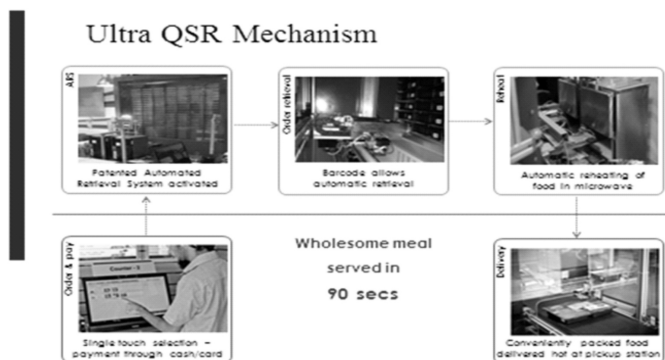 Ultra QSR Mechanism
ARS
Patented Automated
Retrieval System activated
Order retrieval
Barcode allows
automatic retrieval
Reheat
Automatic reheating of
food in microwave
Order & pay
Counter - 2
Single touch selection –
payment through cash/card
Wholesome meal
served in
90 secs
Delivery
Conveniently packed food
delivered hot at pickup station